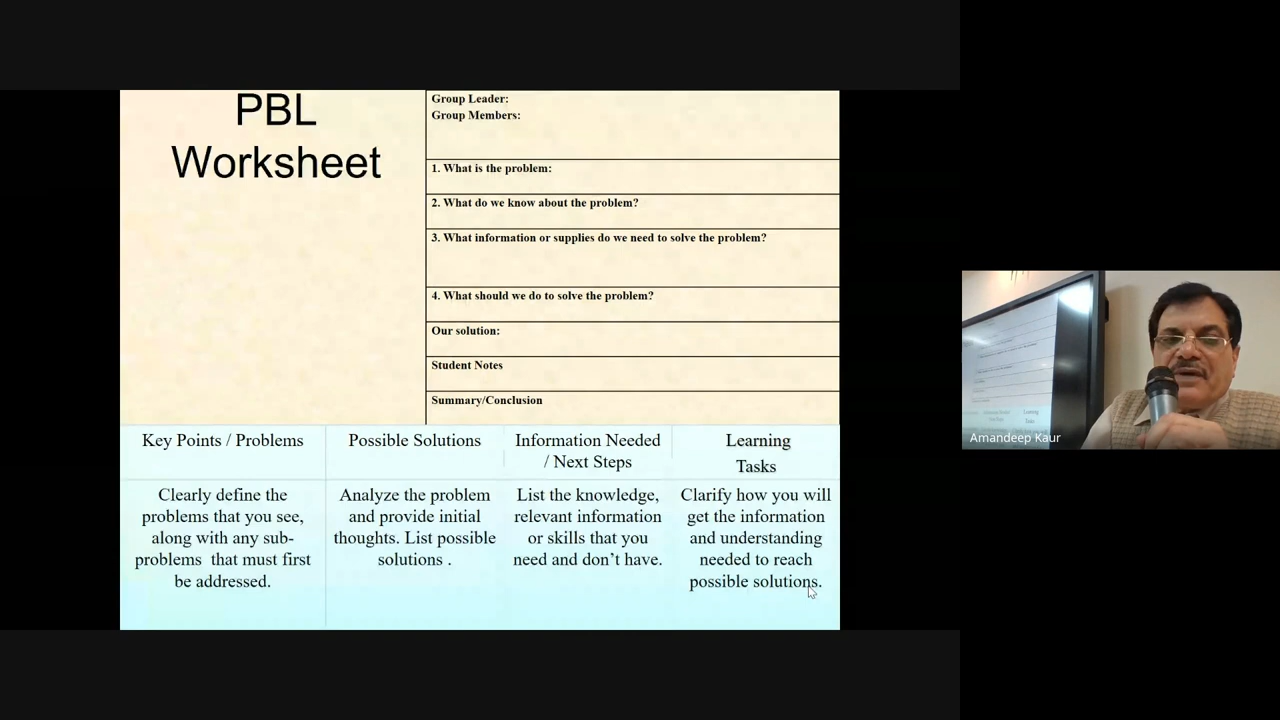 PBL
Worksheet
Group Leader:
Group Members:
1. What is the problem:
2. What do we know about the problem?
3. What information or supplies do we need to solve the problem?
4. What should we do to solve the problem?
Our solution:
Student Notes
Summary/Conclusion
Key Points / Problems
Clearly define the
problems that you see,
along with any sub-
problems that must first
be addressed.
Possible Solutions
Analyze the problem
and provide initial
thoughts. List possible
solutions .
Information Needed
/ Next Steps
List the knowledge,
relevant information
or skills that you
need and don't have.
Learning
Tasks
Clarify how you will
get the information
and understanding
needed to reach
possible solutions.
Learning
Tasks
Amandeep Kaur